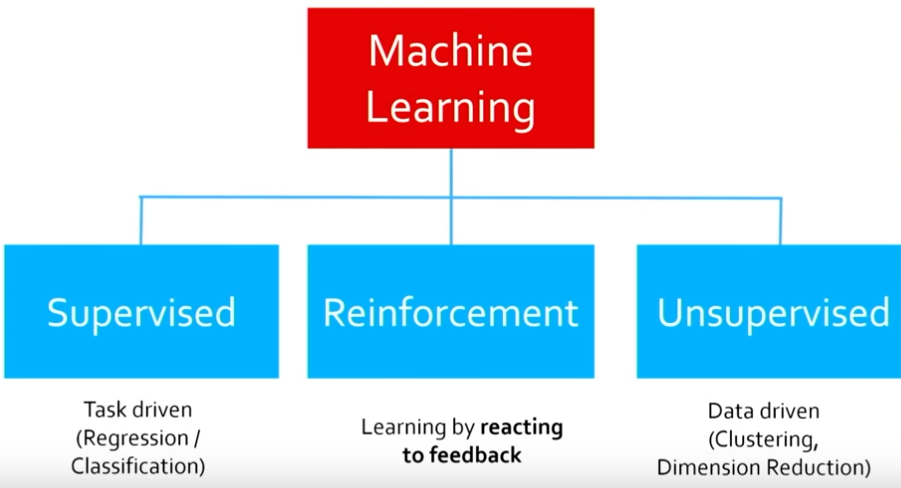 Machine
Learning
Supervised
Reinforcement
Unsupervised
Task driven
(Regression /
Classification)
Learning by reacting
to feedback
Data driven
(Clustering,
Dimension Reduction)